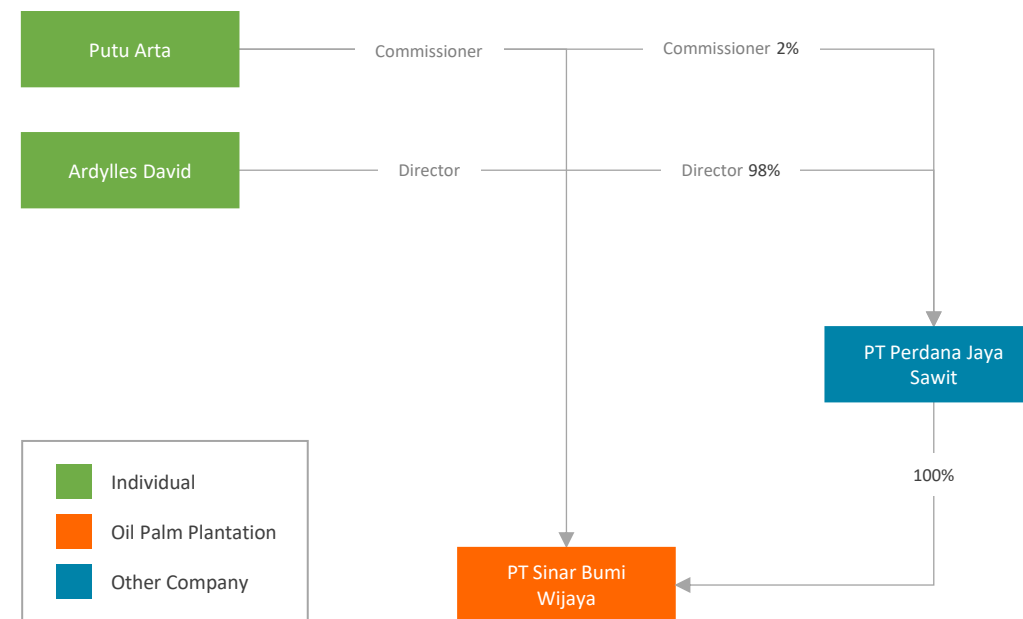 Putu Arta
Commissioner
Commissioner 2%
Ardylles David
Director
Director 98%
PT Perdana Jaya
Sawit
100%
Individual
Oil Palm Plantation
Other Company
PT Sinar Bumi
Wijaya